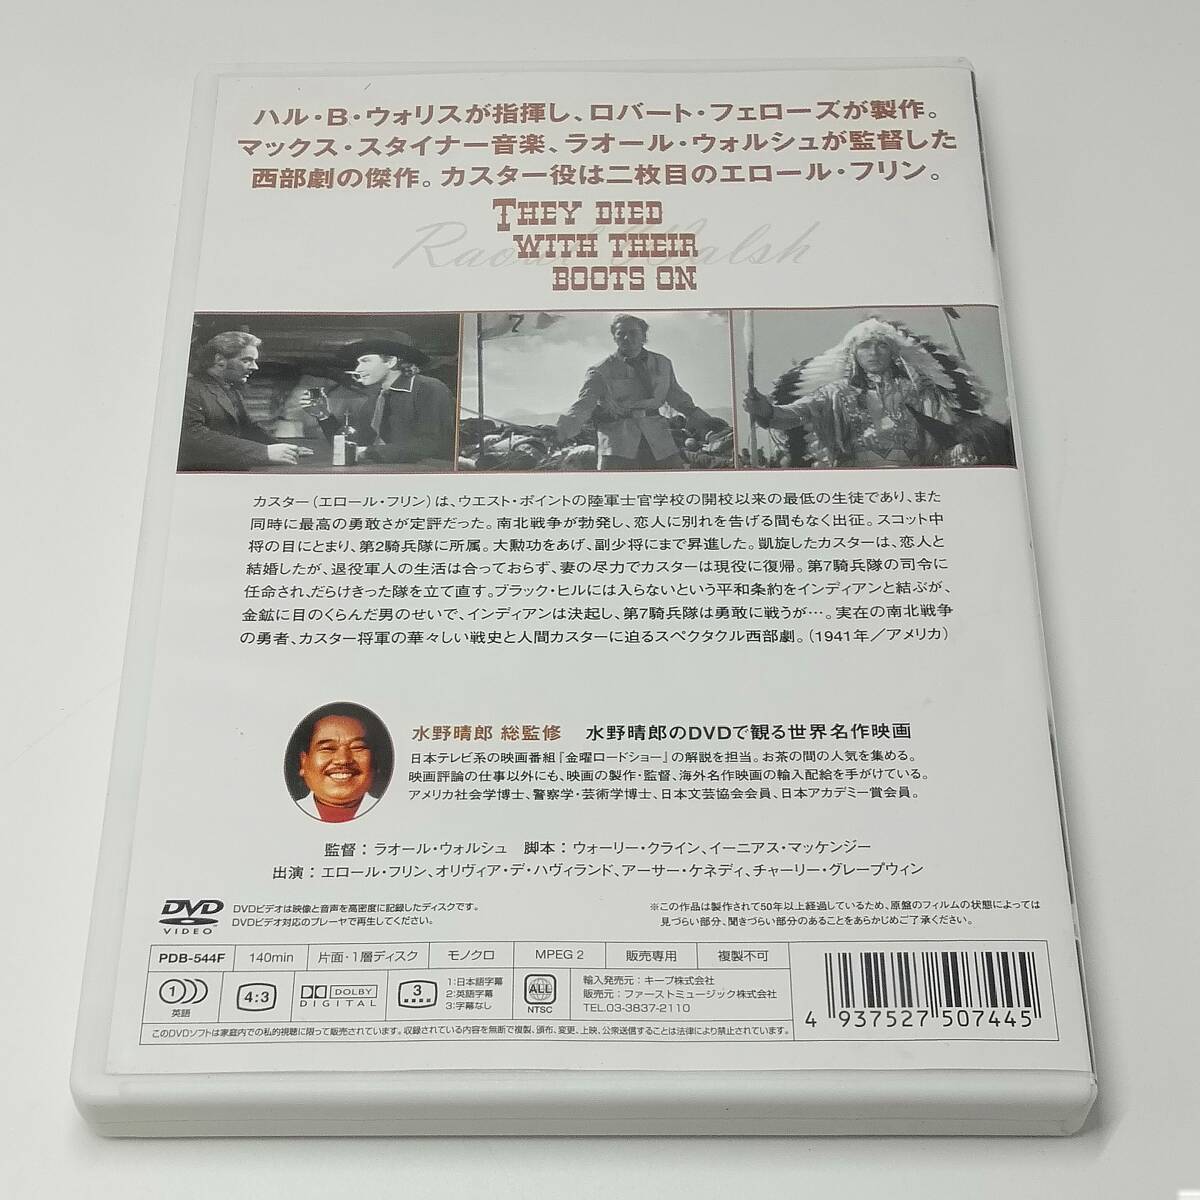 ハル・B・ウォリスが指揮し、ロバート・フェローズが製作。
マックス・スタイナー音楽、ラオール・ウォルシュが監督した
西部劇の傑作。カスター役は二枚目のエロール・フリン。
Raoul Walsh
THEY DIED
WITH THEIR
BOOTS ON
7
カスター(エロール・フリン)は、ウエスト・ポイントの陸軍士官学校の開校以来の最低の生徒であり、また
同時に最高の勇敢さが定評だった。南北戦争が勃発し、恋人に別れを告げる間もなく出征。スコット中
将の目にとまり、第2騎兵隊に所属。大勲功をあげ、副少将にまで昇進した。凱旋したカスターは、恋人と
結婚したが、退役軍人の生活は合っておらず、妻の尽力でカスターは現役に復帰。第7騎兵隊の司令に
任命され、だらけきった隊を立て直す。ブラック・ヒルには入らないという平和条約をインディアンと結ぶが、
金鉱に目のくらんだ男のせいで、インディアンは決起し、第7騎兵隊は勇敢に戦うが…。実在の南北戦争
の勇者、カスター将軍の華々しい戦史と人間カスターに迫るスペクタクル西部劇。(1941年/アメリカ)
水野晴郎 総監修 水野晴郎のDVDで観る世界名作映画
日本テレビ系の映画番組『金曜ロードショー』の解説を担当。お茶の間の人気を集める。
映画評論の仕事以外にも、映画の製作・監督、海外名作映画の輸入配給を手がけている。
アメリカ社会学博士、警察学・芸術学博士、日本文芸協会会員、日本アカデミー賞会員。
監督:ラオール・ウォルシュ 脚本:ウォーリー・クライン、イーニアス・マッケンジー
出演:エロール・フリン、オリヴィア・デ・ハヴィランド、アーサー・ケネディ、チャーリー・グレープウィン
DVD
VIDEO
DVDビデオは映像と音声を高密度に記録したディスクです。
DVDビデオ対応のプレーヤで再生してください。
※この作品は製作されて50年以上経過しているため、原盤のフィルムの状態によっては
見づらい部分、聞きづらい部分のあることをあらかじめご了承ください。
PDB-544F 140min 片面・1層ディスク モノクロ MPEG 2 販売専用 複製不可
1
英語
4:3
DOLBY
DIGITAL
3
1:日本語字幕
2:英語字幕
3:字幕なし
ALL
NTSC
輸入発売元:キープ株式会社
販売元:ファーストミュージック株式会社
TEL.03-3837-2110
このDVDソフトは家庭内での私的視聴に限って販売されています。収録されている内容を無断で複製、頒布、変更、上映、公衆送信することは法律により禁止されています。
4 937527 507445